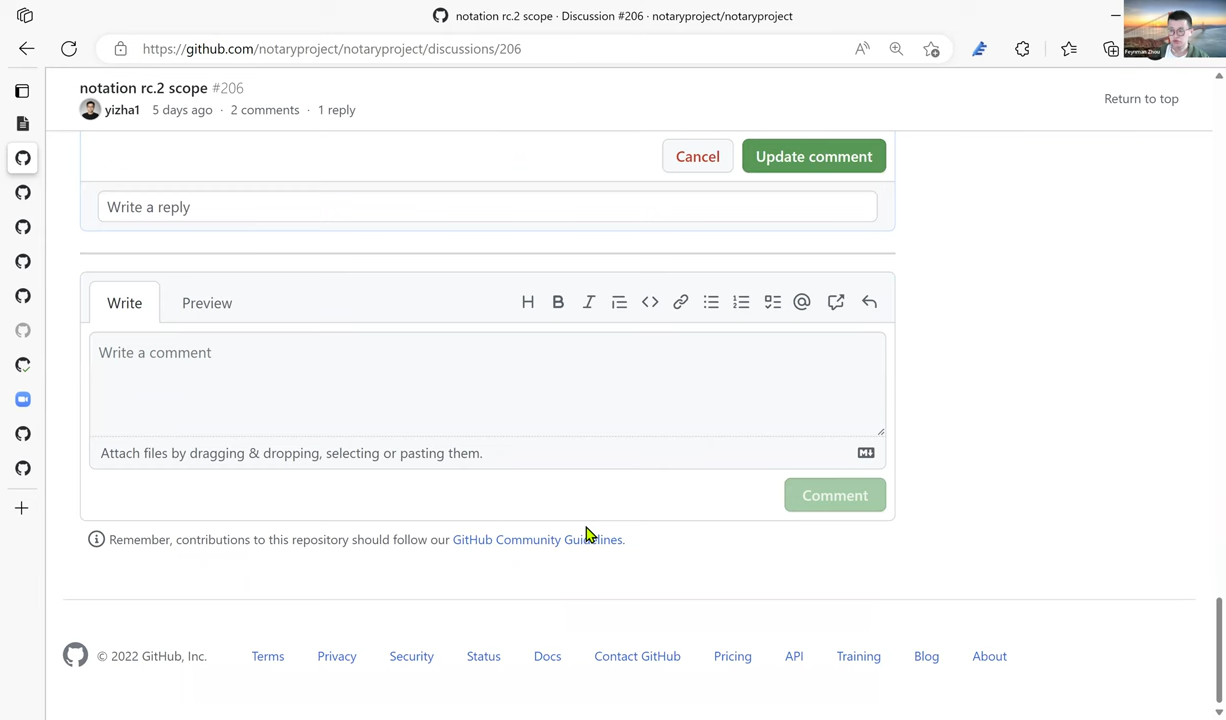 notation rc.2 scope · Discussion #206 · notaryproject/notaryproject
https://github.com/notaryproject/notaryproject/discussions/206
Feynman Zhou
notation rc.2 scope #206
yizha1 5 days ago · 2 comments · 1 reply
Return to top
Cancel
Update comment
Write a reply
Write
Preview
Write a comment
Attach files by dragging & dropping, selecting or pasting them.
Comment
Remember, contributions to this repository should follow our GitHub Community Guidelines.
© 2022 GitHub, Inc.
Terms
Privacy
Security
Status
Docs
Contact GitHub
Pricing
API
Training
Blog
About